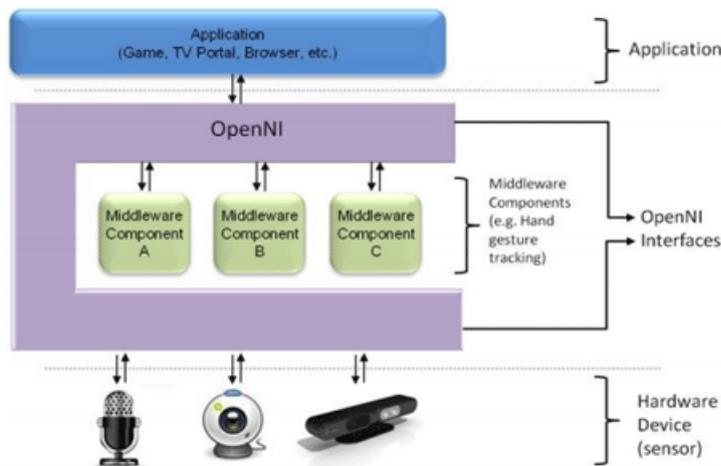 Application
(Game, TV Portal, Browser, etc.)
Application
OpenNI
Middleware
Component
A
Middleware
Component
B
Middleware
Component
C
Middleware
Components
(e.g. Hand
gesture
tracking)
OpenNI
Interfaces
Hardware
Device
(sensor)